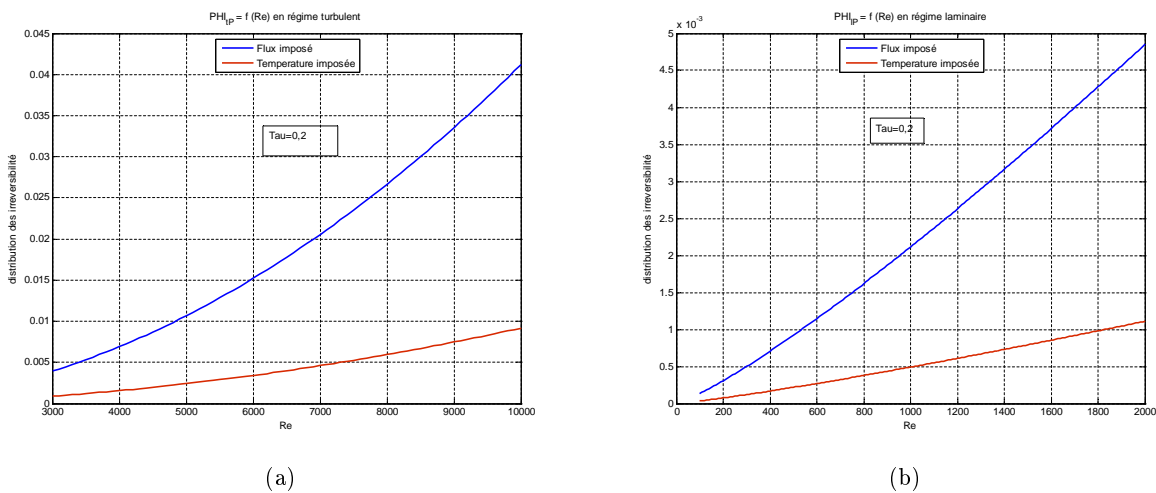 PHI_tP = f (Re) en régime turbulent
0.045
0.04
0.035
0.03
0.025
0.02
0.015
0.01
0.005
0
distribution des irreversibilité
Flux imposé
Temperature imposée
Tau=0,2
3000 4000 5000 6000 7000 8000 9000 10000
Re
(a)
PHI_lP = f (Re) en régime laminaire
x 10^-3
5
4.5
4
3.5
3
2.5
2
1.5
1
0.5
0
distribution des irreversibilité
Flux imposé
Temperature imposée
Tau=0,2
0 200 400 600 800 1000 1200 1400 1600 1800 2000
Re
(b)